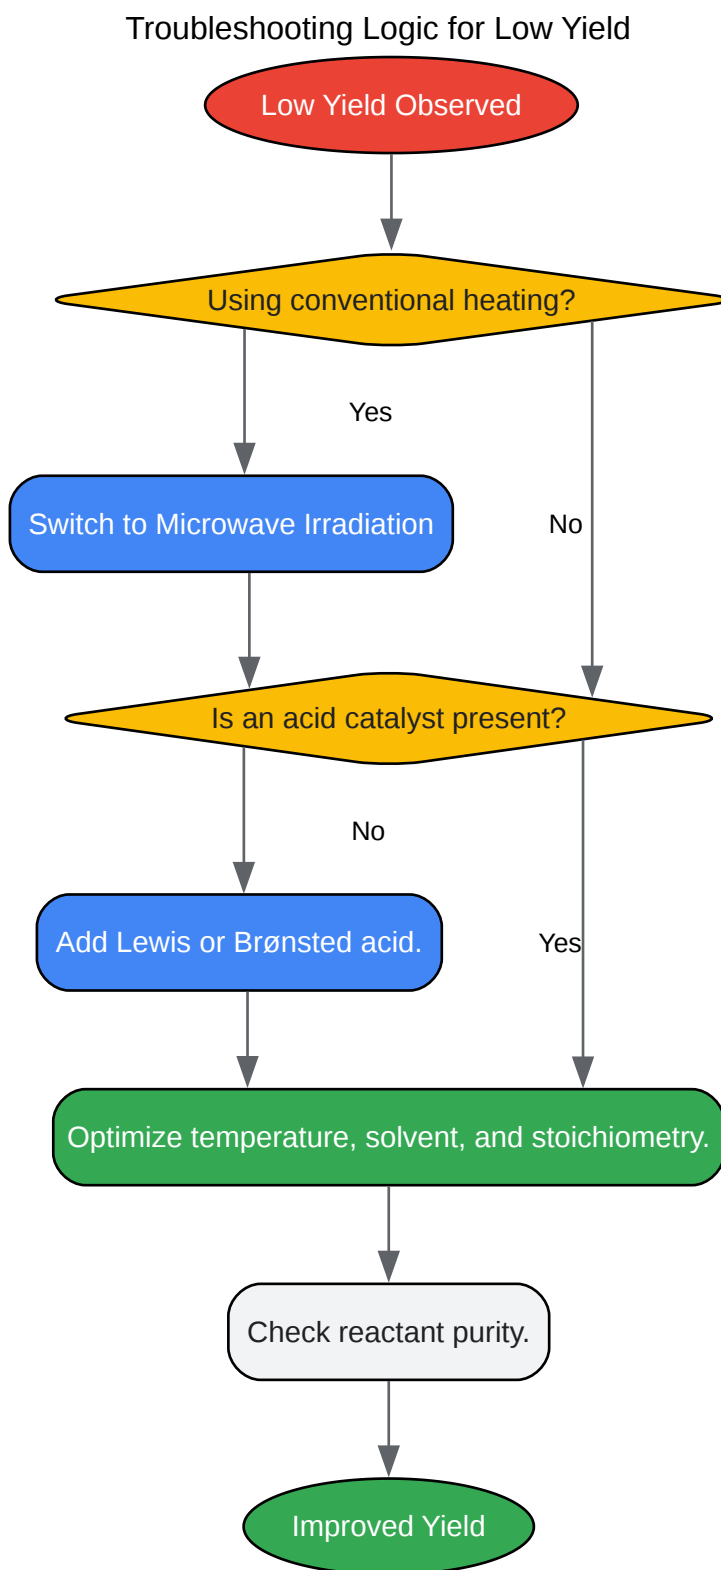 Troubleshooting Logic for Low Yield
Low Yield Observed
Using conventional heating?
Yes
Switch to Microwave Irradiation
No
Is an acid catalyst present?
No
Add Lewis or Brønsted acid.
Yes
Optimize temperature, solvent, and stoichiometry.
Check reactant purity.
Improved Yield